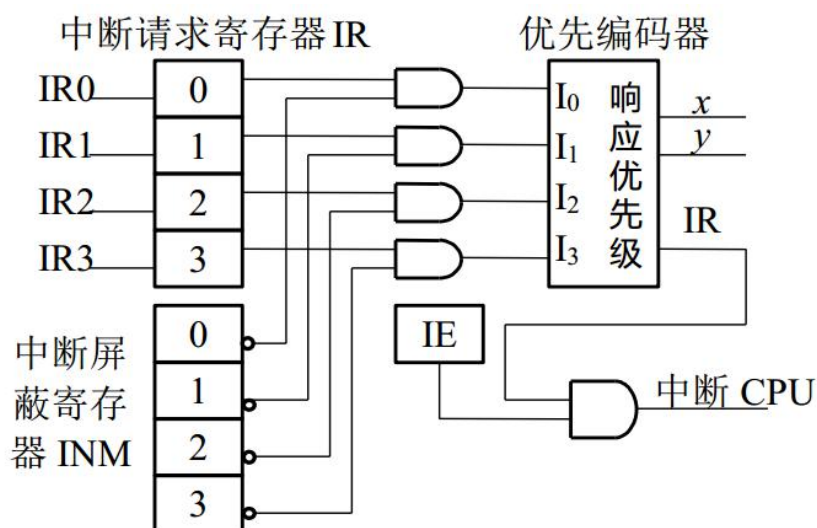 中断请求寄存器 IR
优先编码器
IR0
0
IR1
1
IR2
2
IR3
3
I₀
I₁
I₂
I₃
响应优先级
x
y
IR
中断屏
蔽寄存
器 INM
0
1
2
3
IE
中断 CPU